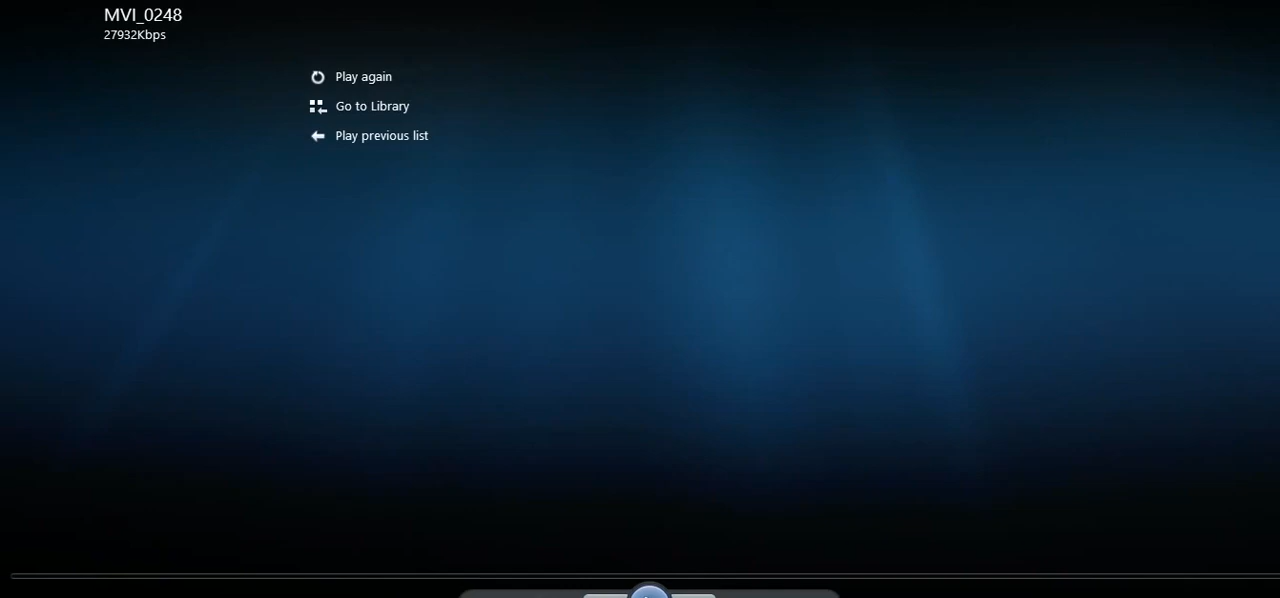 MVI_0248
27932Kbps
Play again
Go to Library
Play previous list